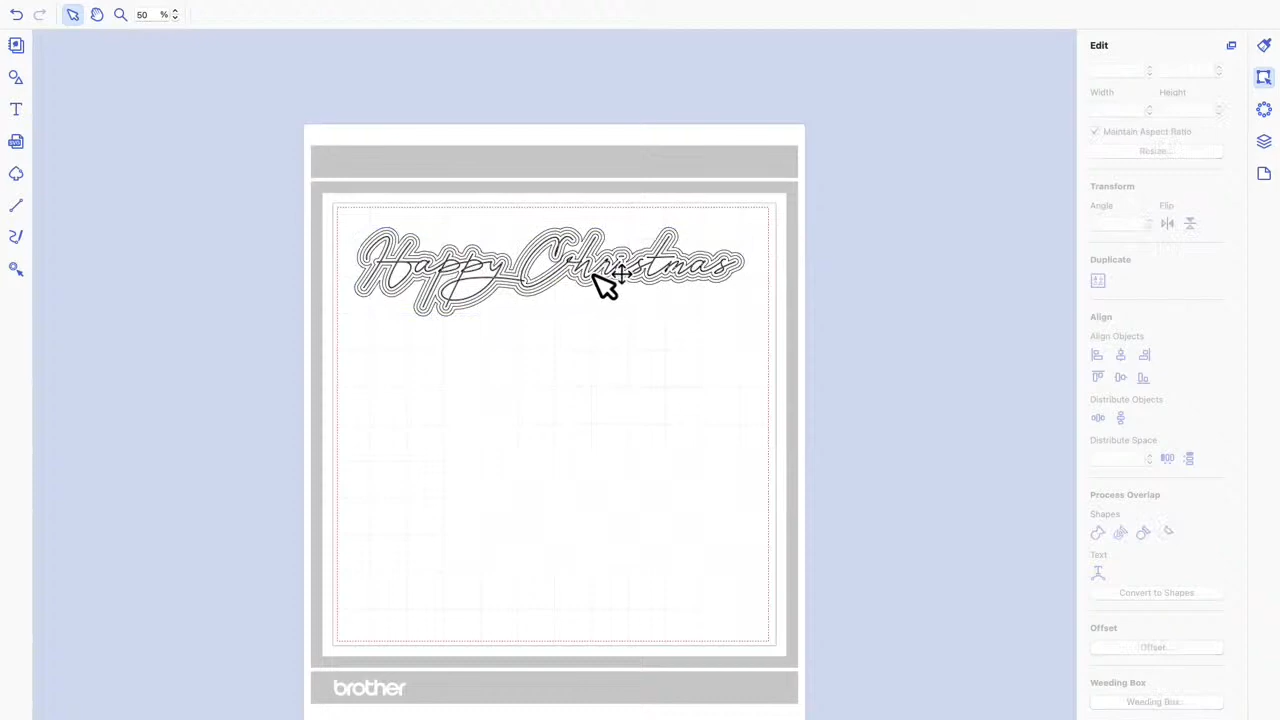 50 %
Edit
Width Height
Maintain Aspect Ratio
Resize...
Transform
Angle Flip
Duplicate
Align
Align Objects
Distribute Objects
Distribute Space
Process Overlap
Shapes
Text
Convert to Shapes
Offset
Offset...
Weeding Box
Weeding Box...
Happy Christmas
brother